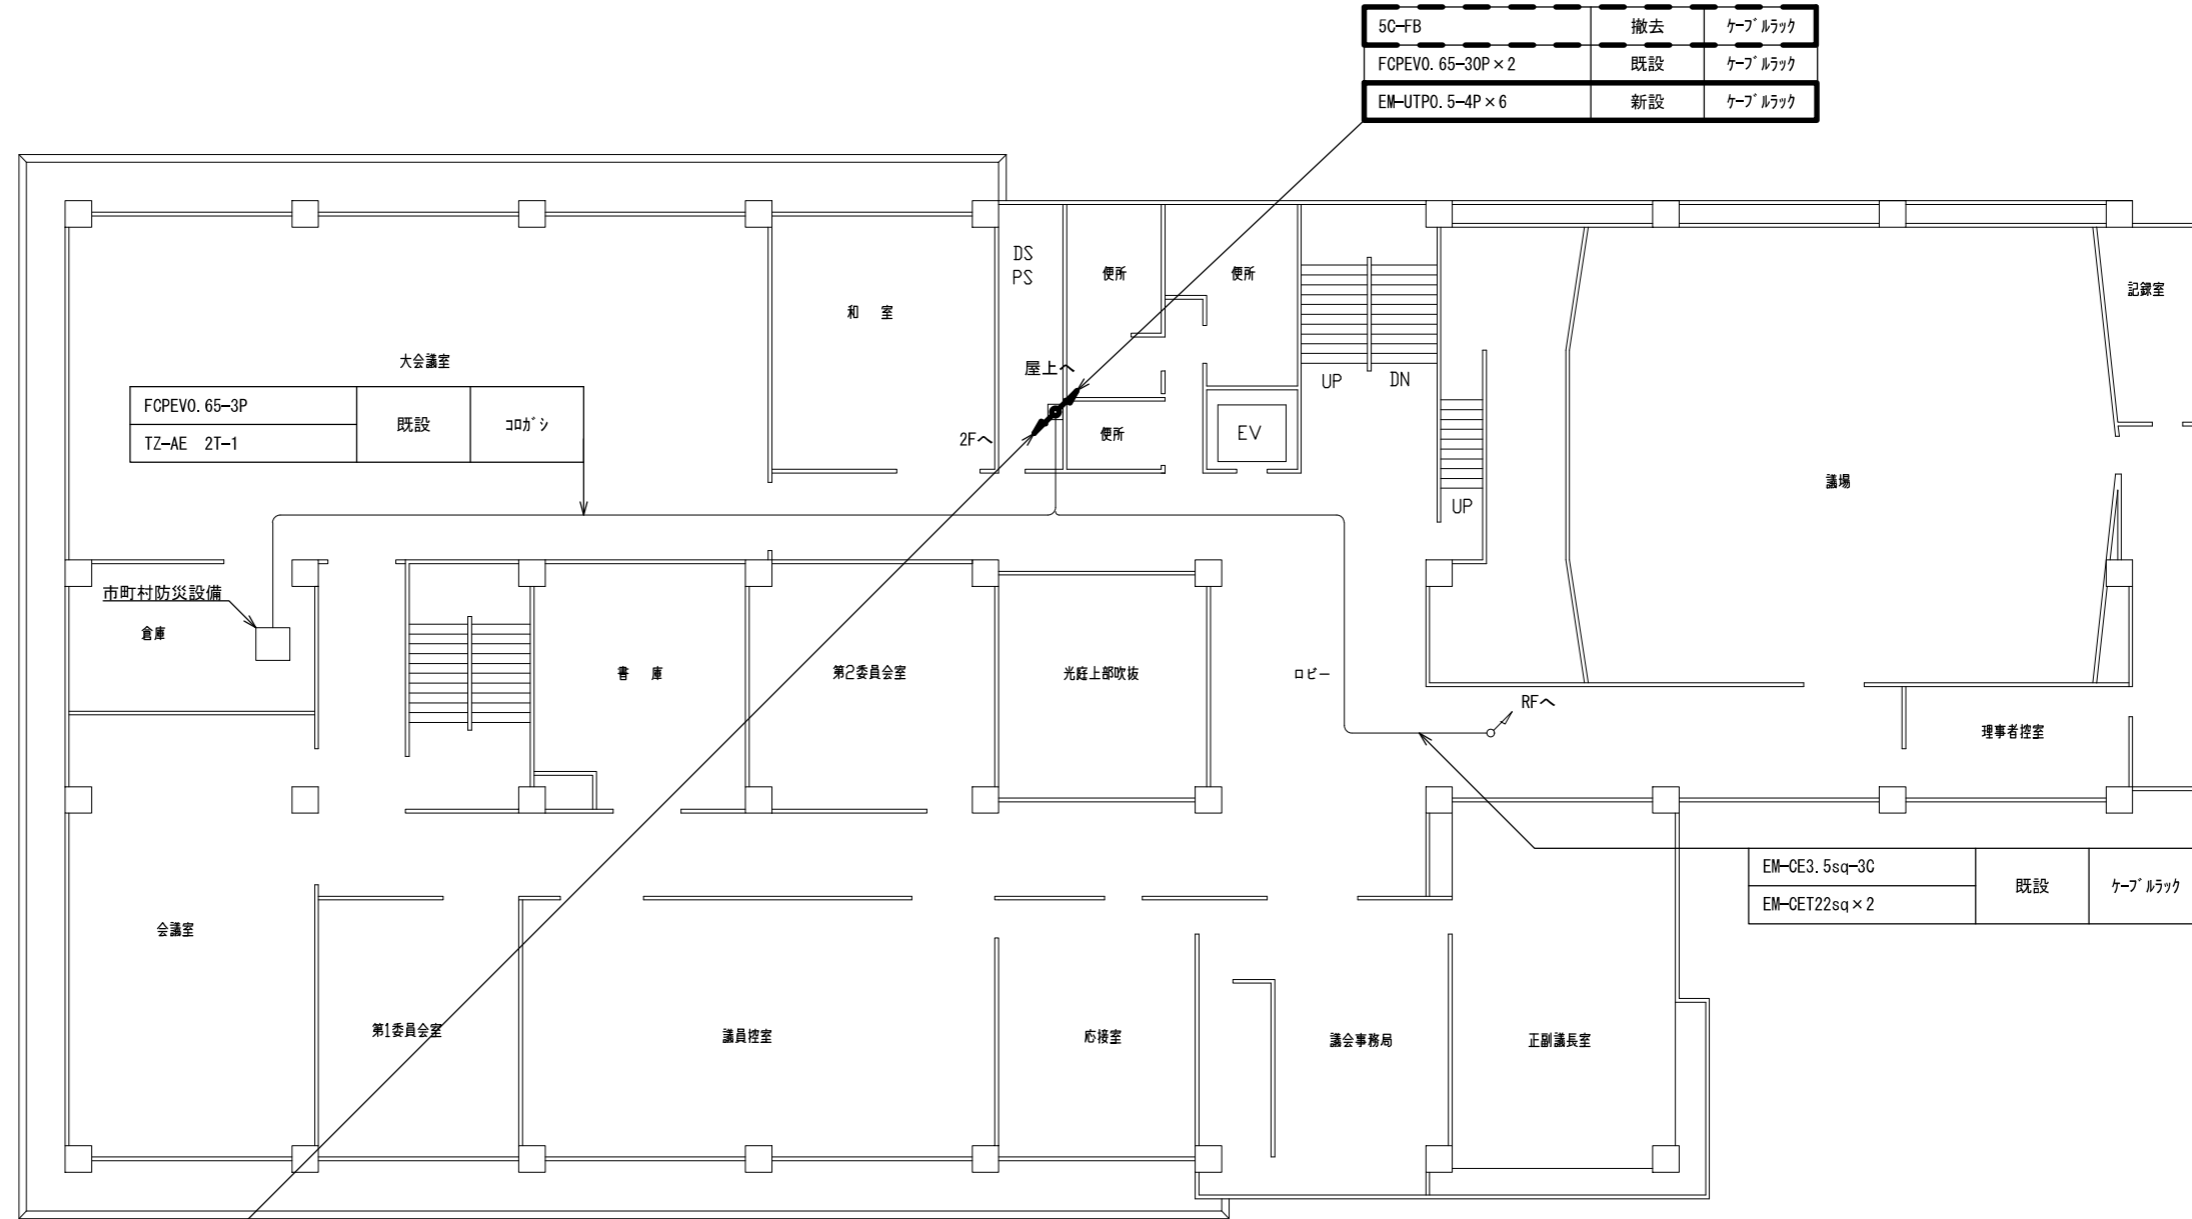 5C-FB 撤去 ケーブルラック
FCPEV0.65-30P×2 既設 ケーブルラック
EM-UTP0.5-4P×6 新設 ケーブルラック
DS
PS
便所
便所
記録室
和 室
大会議室
屋上へ
UP
DN
FCPEV0.65-3P
既設
コロガシ
TZ-AE 2T-1
2Fへ
便所
EV
議場
UP
市町村防災設備
倉庫
書 庫
第2委員会室
光庭上部吹抜
ロビー
RFへ
理事者控室
EM-CE3.5sq-3C
既設
ケーブルラック
EM-CET22sq×2
会議室
第1委員会室
議員控室
応接室
議会事務局
正副議長室